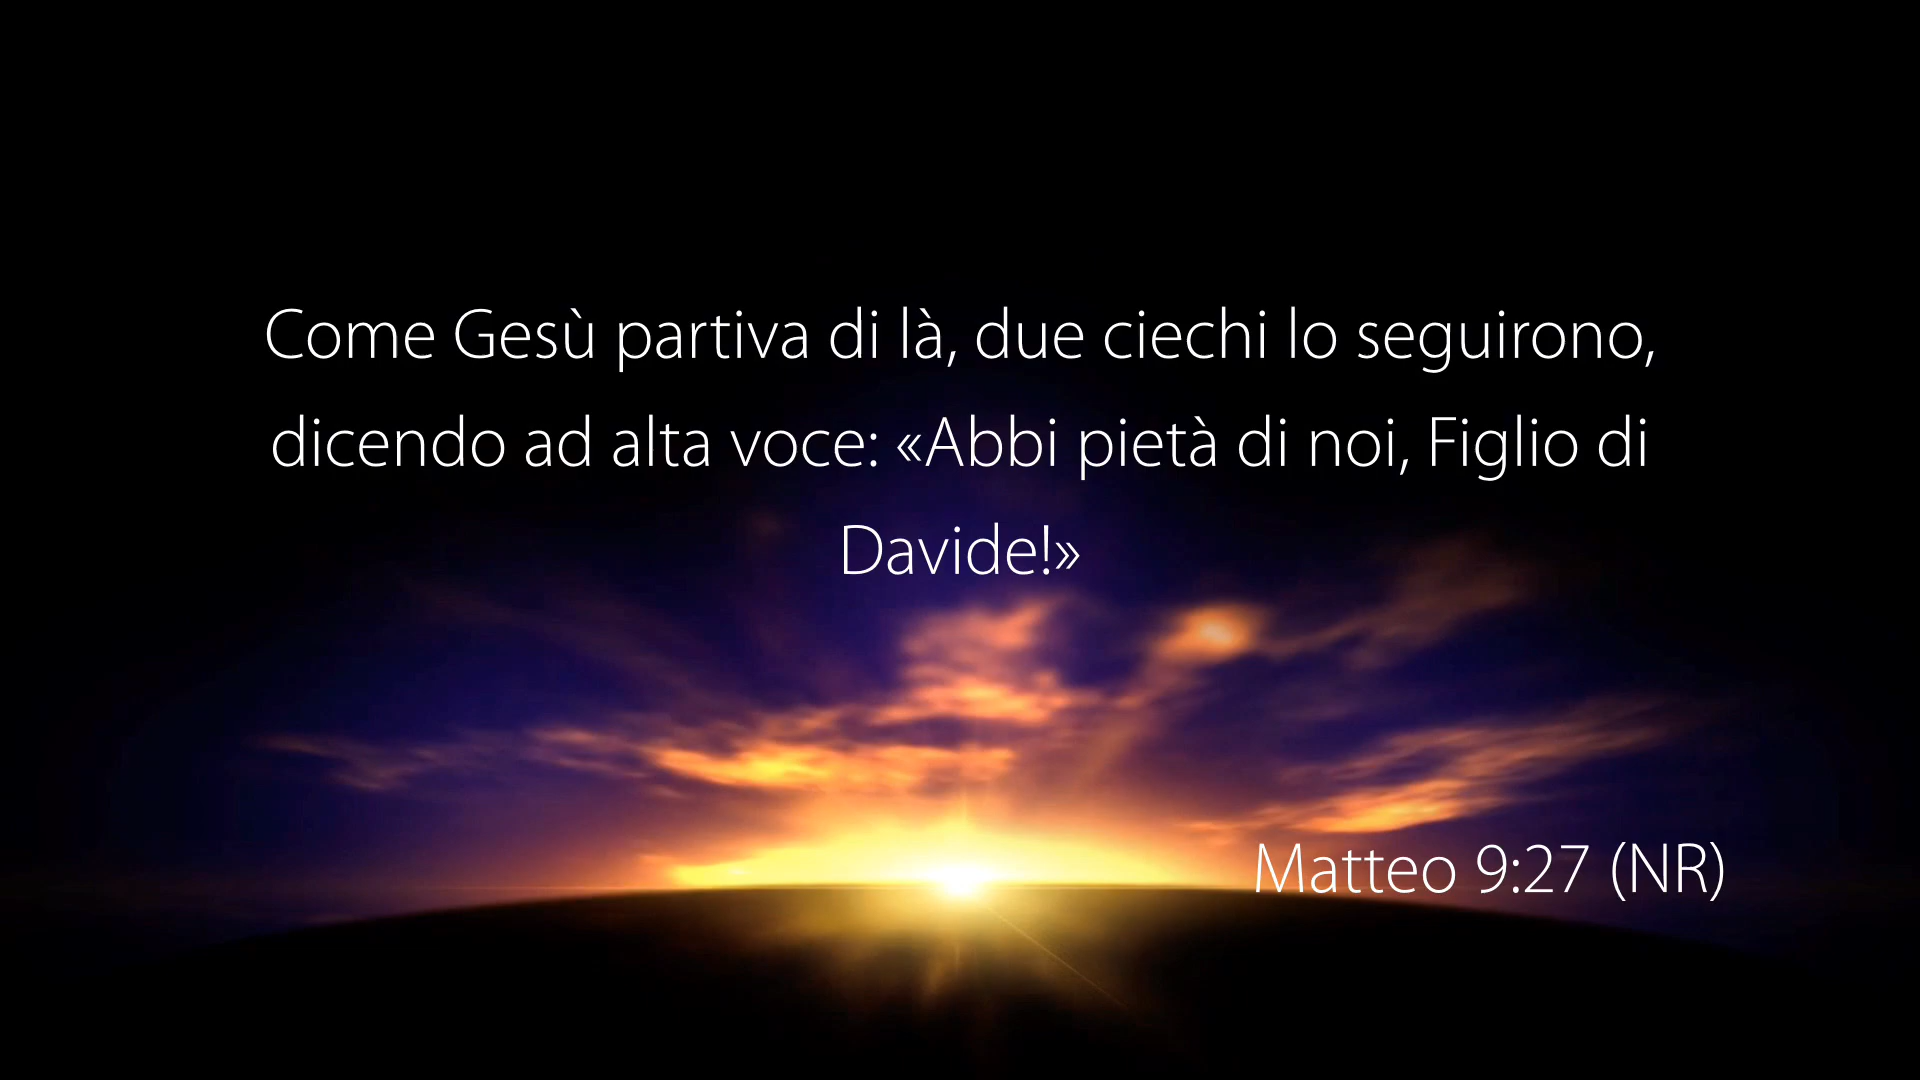 Come Gesù partiva di là, due ciechi lo seguirono,
dicendo ad alta voce: «Abbi pietà di noi, Figlio di
Davide!»
Matteo 9:27 (NR)